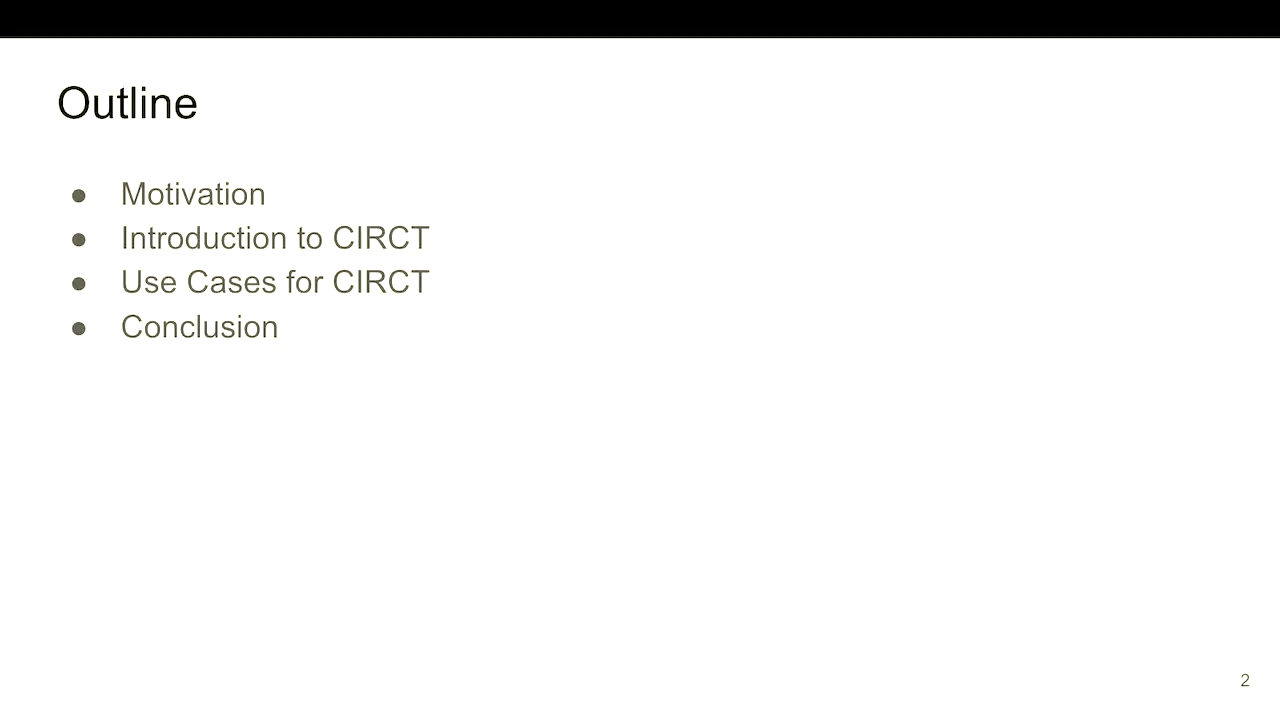 Outline
● Motivation
● Introduction to CIRCT
● Use Cases for CIRCT
● Conclusion
2